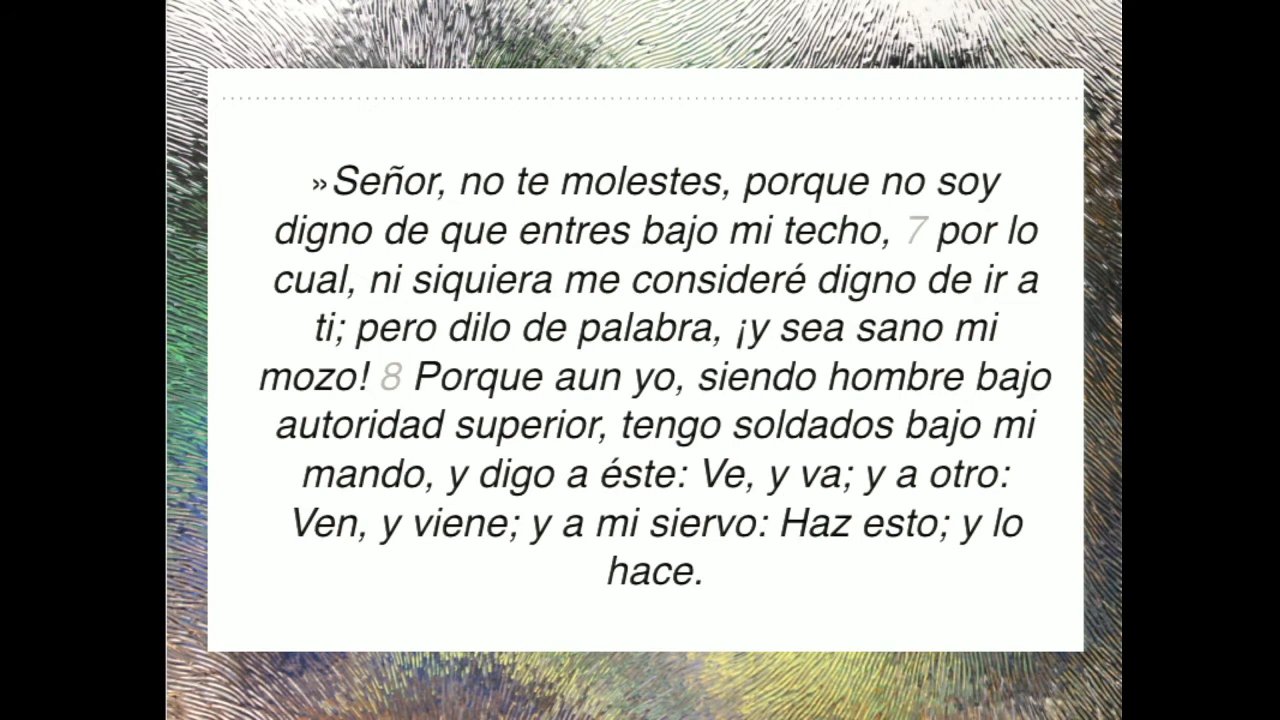 »Señor, no te molestes, porque no soy
digno de que entres bajo mi techo, 7 por lo
cual, ni siquiera me consideré digno de ir a
ti; pero dilo de palabra, ¡y sea sano mi
mozo! 8 Porque aun yo, siendo hombre bajo
autoridad superior, tengo soldados bajo mi
mando, y digo a éste: Ve, y va; y a otro:
Ven, y viene; y a mi siervo: Haz esto; y lo
hace.